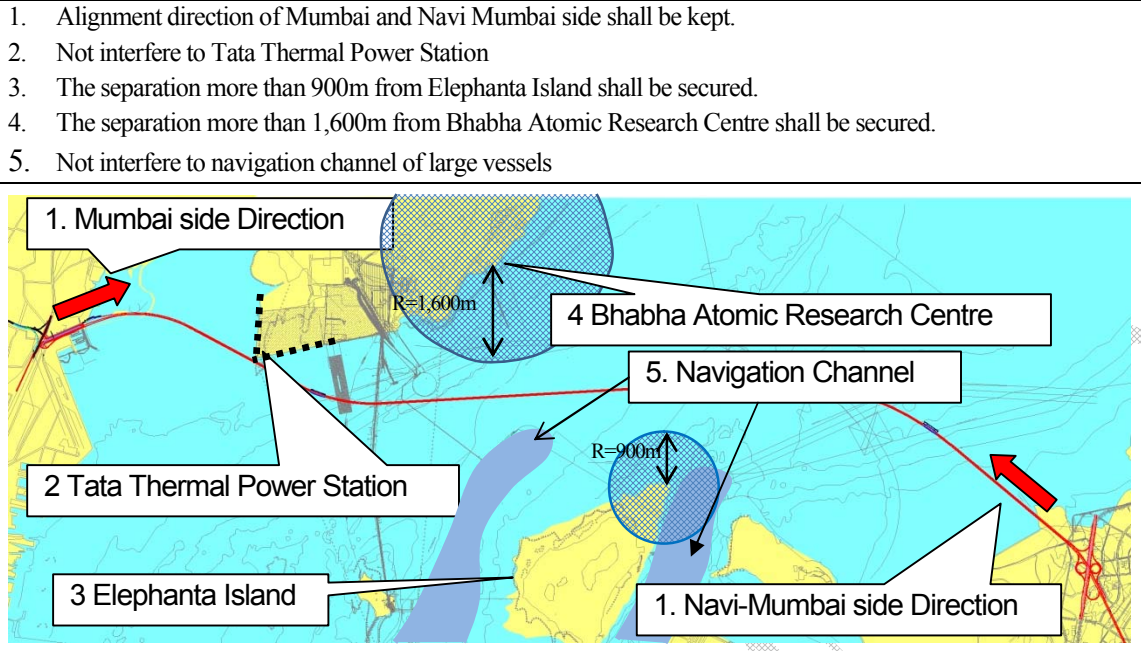 1. Alignment direction of Mumbai and Navi Mumbai side shall be kept.
2. Not interfere to Tata Thermal Power Station
3. The separation more than 900m from Elephanta Island shall be secured.
4. The separation more than 1,600m from Bhabha Atomic Research Centre shall be secured.
5. Not interfere to navigation channel of large vessels
1. Mumbai side Direction
R=1,600m
4 Bhabha Atomic Research Centre
5. Navigation Channel
R=900m
2 Tata Thermal Power Station
3 Elephanta Island
1. Navi-Mumbai side Direction